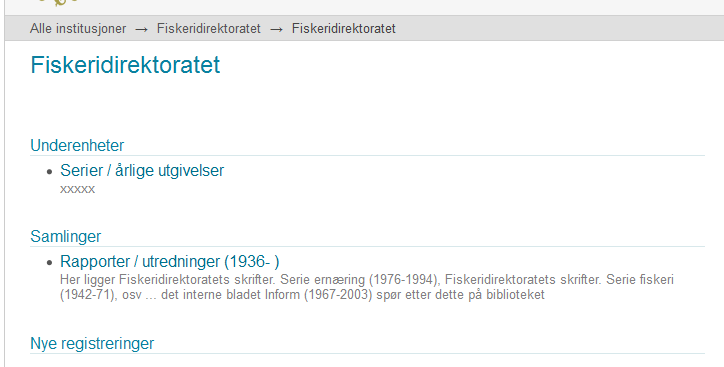 Alle institusjoner → Fiskeridirektoratet → Fiskeridirektoratet
Fiskeridirektoratet
Underenheter
• Serier / årlige utgivelser
xxxxx
Samlinger
• Rapporter / utredninger (1936- )
Her ligger Fiskeridirektoratets skrifter. Serie ernæring (1976-1994), Fiskeridirektoratets skrifter. Serie fiskeri
(1942-71), osv ... det interne bladet Inform (1967-2003) spør etter dette på biblioteket
Nye registreringer